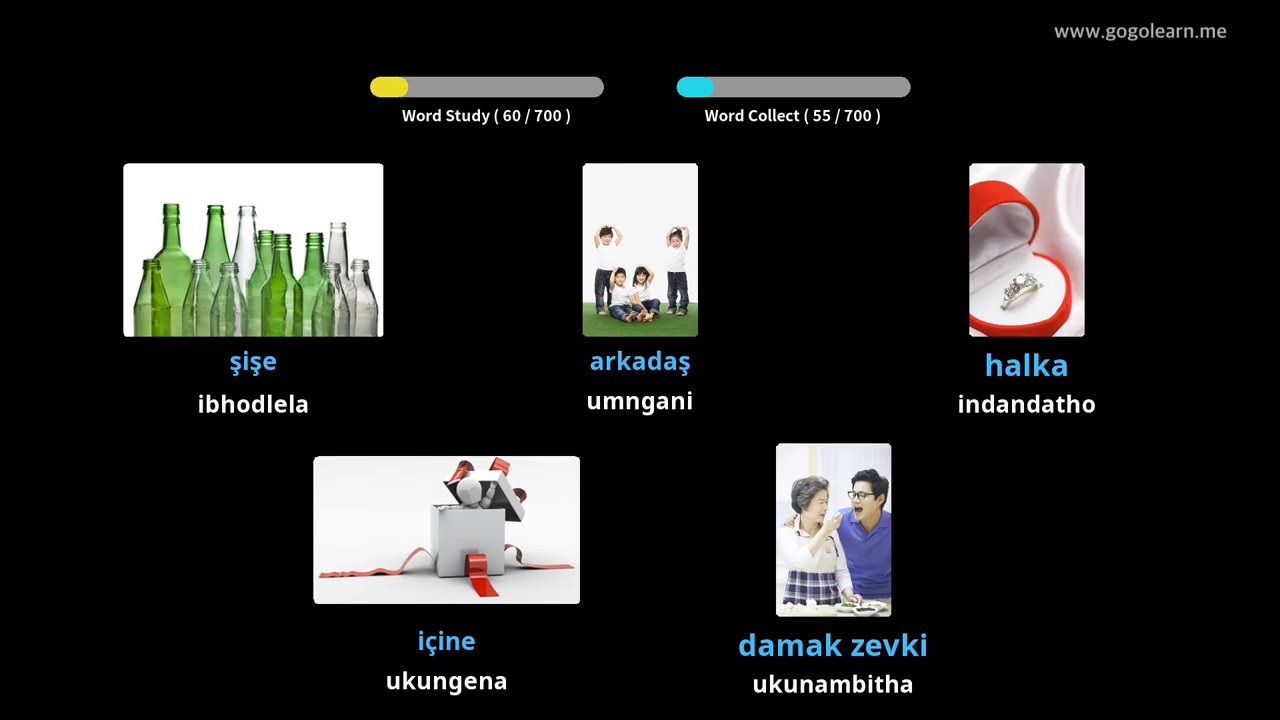 www.gogolearn.me
Word Study ( 60 / 700 )
Word Collect ( 55 / 700 )
şişe
ibhodlela
arkadaş
umngani
halka
indandatho
içine
ukungena
damak zevki
ukunambitha